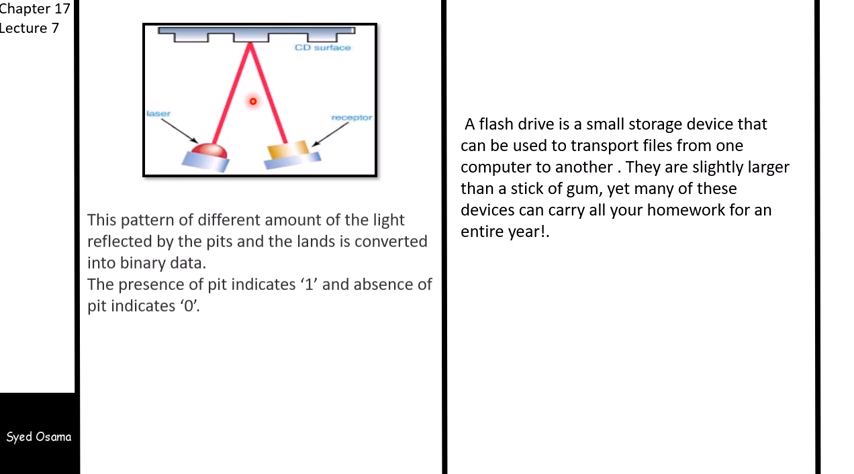 Chapter 17
Lecture 7
CD surface
laser
receptor
This pattern of different amount of the light
reflected by the pits and the lands is converted
into binary data.
The presence of pit indicates ‘1’ and absence of
pit indicates ‘0’.
A flash drive is a small storage device that
can be used to transport files from one
computer to another . They are slightly larger
than a stick of gum, yet many of these
devices can carry all your homework for an
entire year!.
Syed Osama